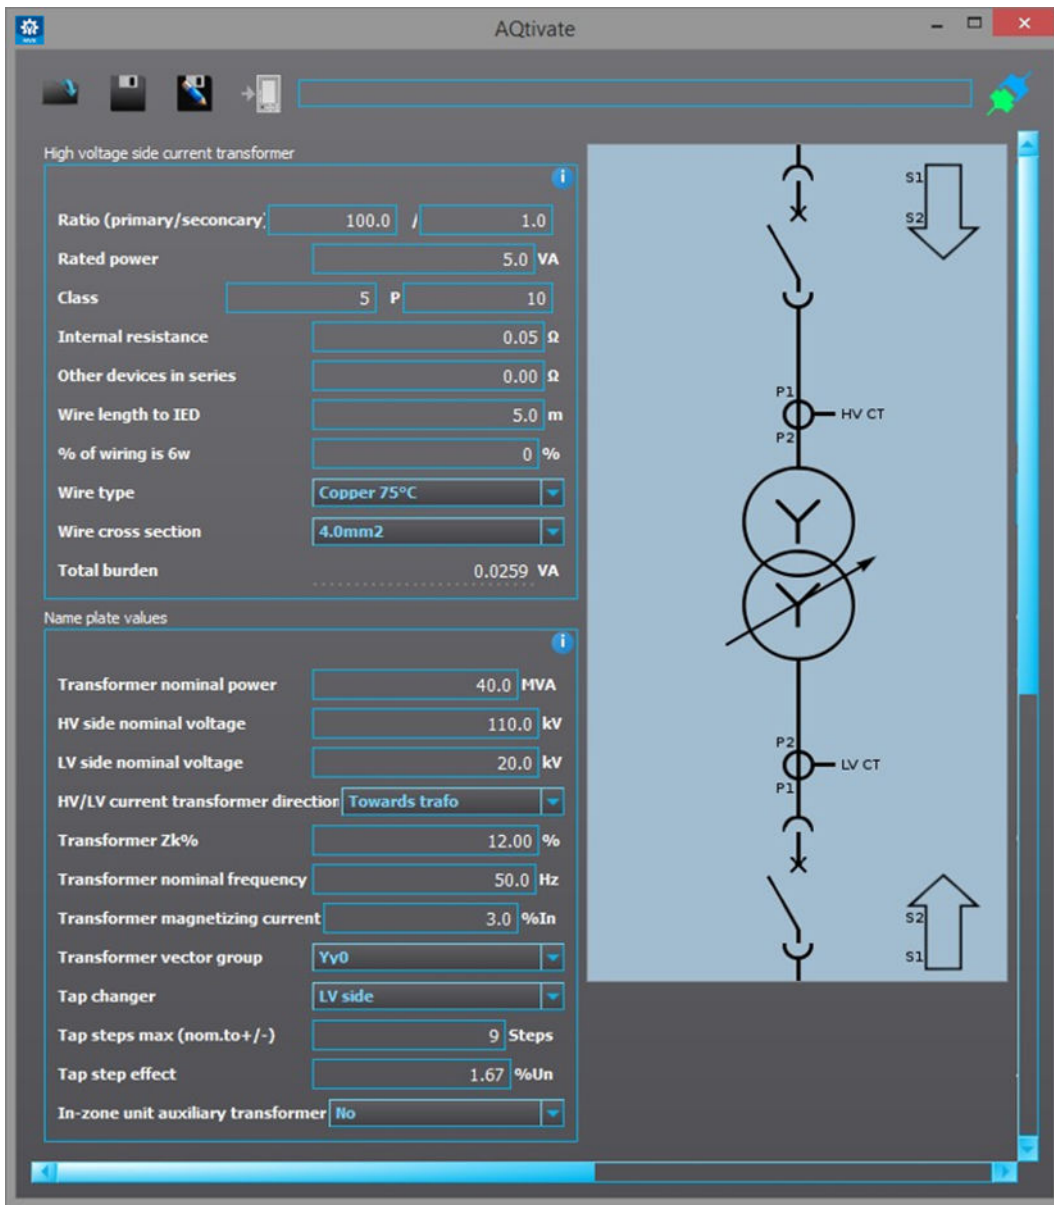 AQtivate
High voltage side current transformer
Ratio (primary/seconcary) 100.0 / 1.0
Rated power 5.0 VA
Class 5 P 10
Internal resistance 0.05 Ω
Other devices in series 0.00 Ω
Wire length to IED 5.0 m
% of wiring is 6w 0 %
Wire type Copper 75°C
Wire cross section 4.0mm2
Total burden 0.0259 VA
Name plate values
Transformer nominal power 40.0 MVA
HV side nominal voltage 110.0 kV
LV side nominal voltage 20.0 kV
HV/LV current transformer direction Towards trafo
Transformer Zk% 12.00 %
Transformer nominal frequency 50.0 Hz
Transformer magnetizing current 3.0 %In
Transformer vector group Yy0
Tap changer LV side
Tap steps max (nom.to+/-) 9 Steps
Tap step effect 1.67 %Un
In-zone unit auxiliary transformer No
S1
S2
P1
HV CT
P2
P2
LV CT
P1
S2
S1